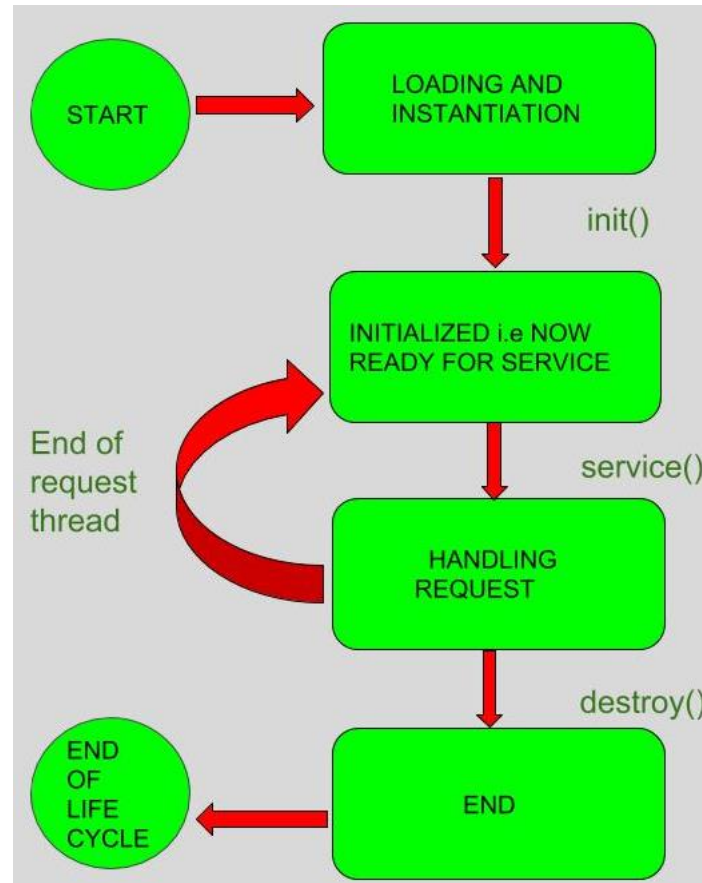 START
LOADING AND
INSTANTIATION
init()
INITIALIZED i.e NOW
READY FOR SERVICE
End of
request
thread
service()
HANDLING
REQUEST
destroy()
END
OF
LIFE
CYCLE
END